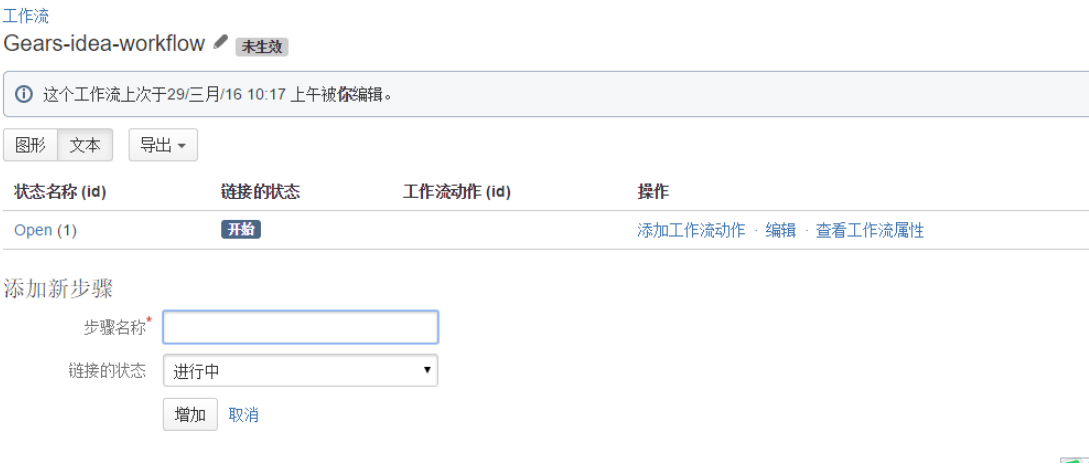 工作流
Gears-idea-workflow 未生效
这个工作流上次于29/三月/16 10:17 上午被你编辑。
图形 文本 导出
状态名称 (id) 链接的状态 工作流动作 (id) 操作
Open (1) 开始 添加工作流动作 · 编辑 · 查看工作流属性
添加新步骤
步骤名称*
链接的状态 进行中
增加 取消